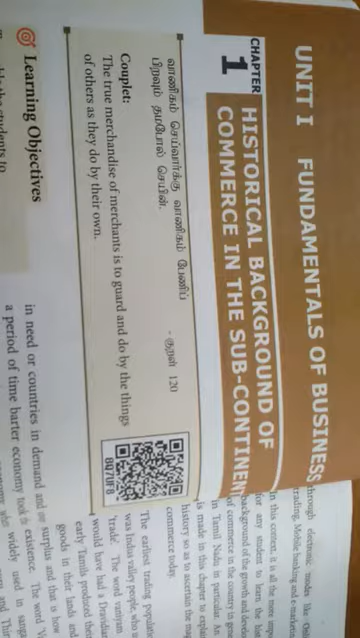 UNIT I FUNDAMENTALS OF BUSINESS
CHAPTER
1
HISTORICAL BACKGROUND OF
COMMERCE IN THE SUB-CONTINENT
வாணிகம் செய்வார்க்கு வாணிகம் பேணிப்
பிறவும் தமபோல் செயின்.
- குறள் 120
Couplet:
The true merchandise of merchants is to guard and do by the things
of others as they do by their own.
8Q7UF8
Learning Objectives
the students to
through electronic modes like
trading, Mobile banking and
In this context, it is all the more
for any student to learn the
background of the growth and
of commerce in the country in
in Tamil Nadu in particular. An
is made in this chapter to
history so as to ascertain the
commerce today.
The earliest trading
was Indus valley people, who
'trade'. The word vaniyam
would have had a Dravidian
early Tamils produced their
goods in their lands and
surplus and that is how
existence. The word
widely used in
in need or countries in demand and
a period of time barter economy took